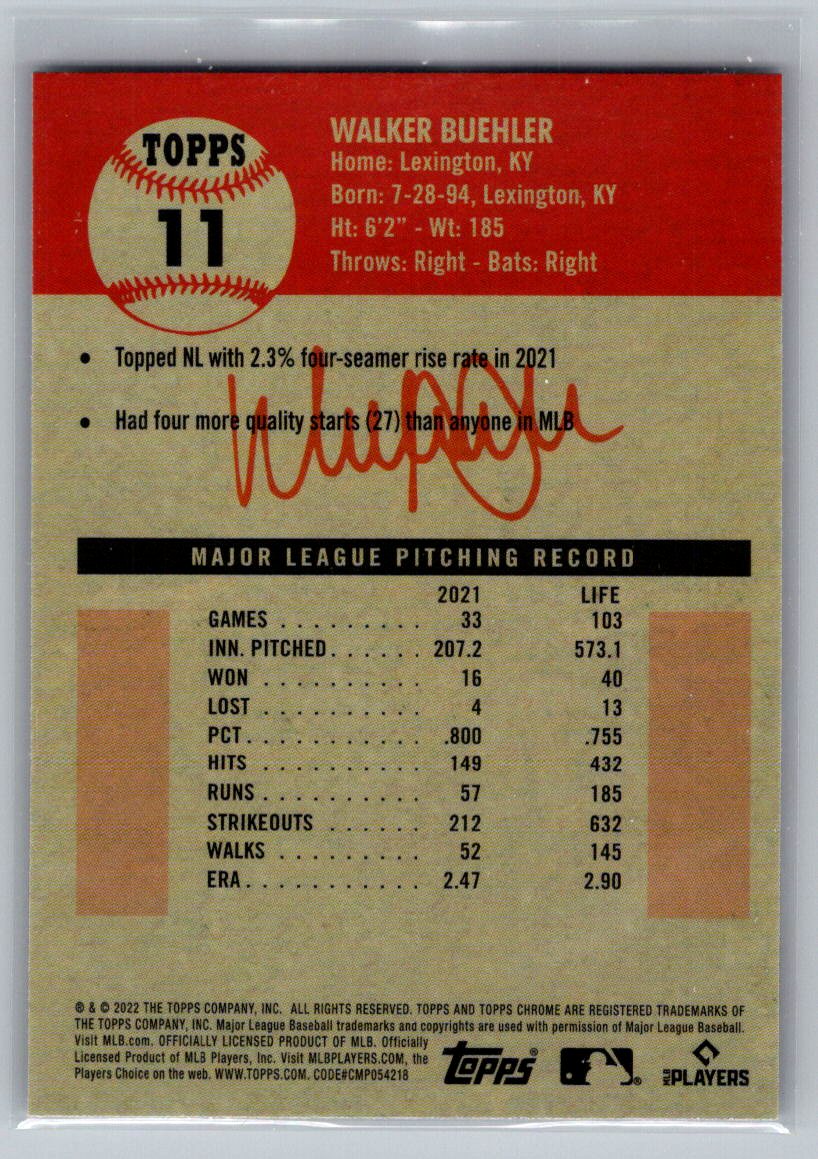 TOPPS
11
WALKER BUEHLER
Home: Lexington, KY
Born: 7-28-94, Lexington, KY
Ht: 6'2" - Wt: 185
Throws: Right - Bats: Right
• Topped NL with 2.3% four-seamer rise rate in 2021
• Had four more quality starts (27) than anyone in MLB
MAJOR LEAGUE PITCHING RECORD
2021 LIFE
GAMES . . . . . . . . . . 33 103
INN. PITCHED . . . . . . 207.2 573.1
WON . . . . . . . . . . . 16 40
LOST . . . . . . . . . . . 4 13
PCT . . . . . . . . . . . . .800 .755
HITS . . . . . . . . . . . 149 432
RUNS . . . . . . . . . . . 57 185
STRIKEOUTS . . . . . . 212 632
WALKS . . . . . . . . . . 52 145
ERA . . . . . . . . . . . . 2.47 2.90
® & © 2022 THE TOPPS COMPANY, INC. ALL RIGHTS RESERVED. TOPPS AND TOPPS CHROME ARE REGISTERED TRADEMARKS OF
THE TOPPS COMPANY, INC. Major League Baseball trademarks and copyrights are used with permission of Major League Baseball.
Visit MLB.com. OFFICIALLY LICENSED PRODUCT OF MLB. Officially
Licensed Product of MLB Players, Inc. Visit MLBPLAYERS.COM, the
Players Choice on the web. WWW.TOPPS.COM. CODE#CMP054218
Topps®
®
MLB PLAYERS